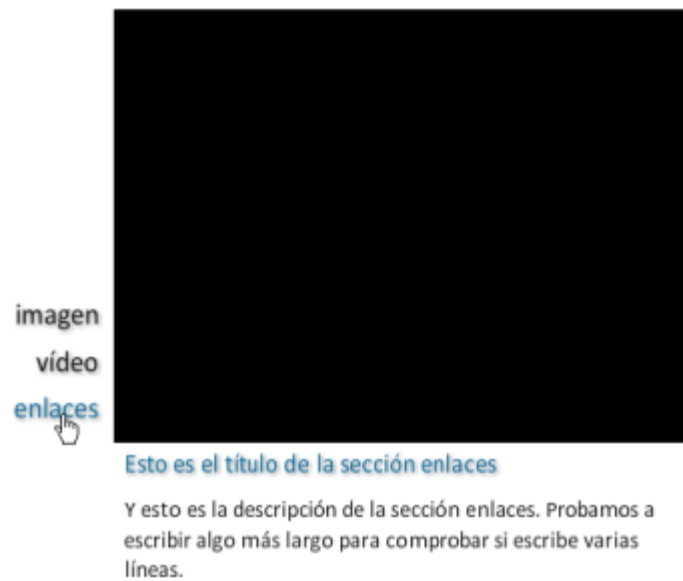 imagen
vídeo
enlaces
Esto es el título de la sección enlaces
Y esto es la descripción de la sección enlaces. Probamos a
escribir algo más largo para comprobar si escribe varias
líneas.